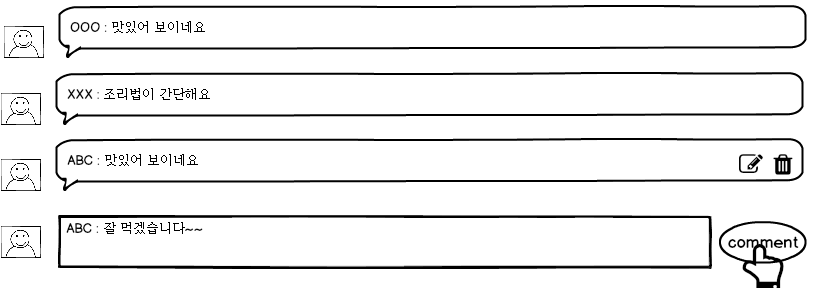 OOO : 맛있어 보이네요
XXX : 조리법이 간단해요
ABC : 맛있어 보이네요
ABC : 잘 먹겠습니다~~
comment